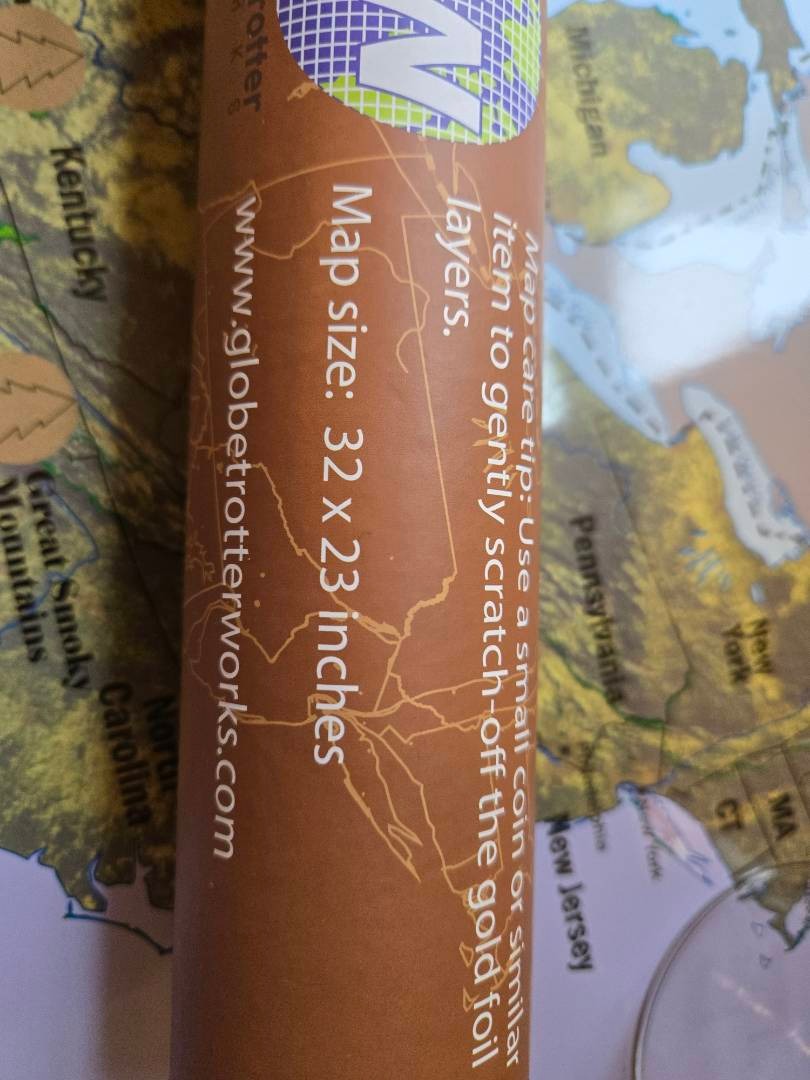 Map care tip: Use a small coin or similar
item to gently scratch-off the gold foil
layers.
Map size: 32 x 23 inches
www.globetrotterworks.com
Michigan
Kentucky
Great Smoky
Mountains
North
Carolina
Pennsylvania
New
York
New Jersey
CT
MA